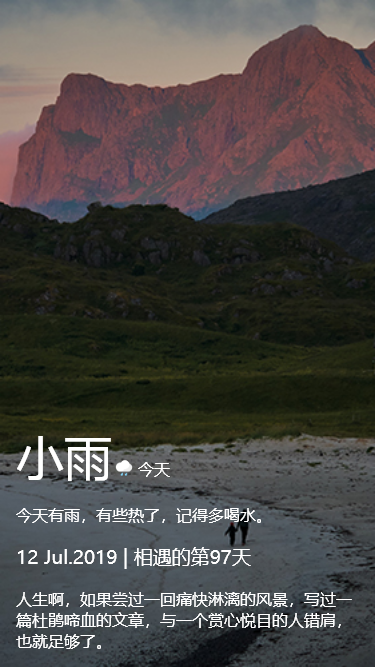 小雨 今天
今天有雨，有些热了，记得多喝水。
12 Jul.2019 | 相遇的第97天
人生啊，如果尝过一回痛快淋漓的风景，写过一
篇杜鹃啼血的文章，与一个赏心悦目的人错肩，
也就足够了。